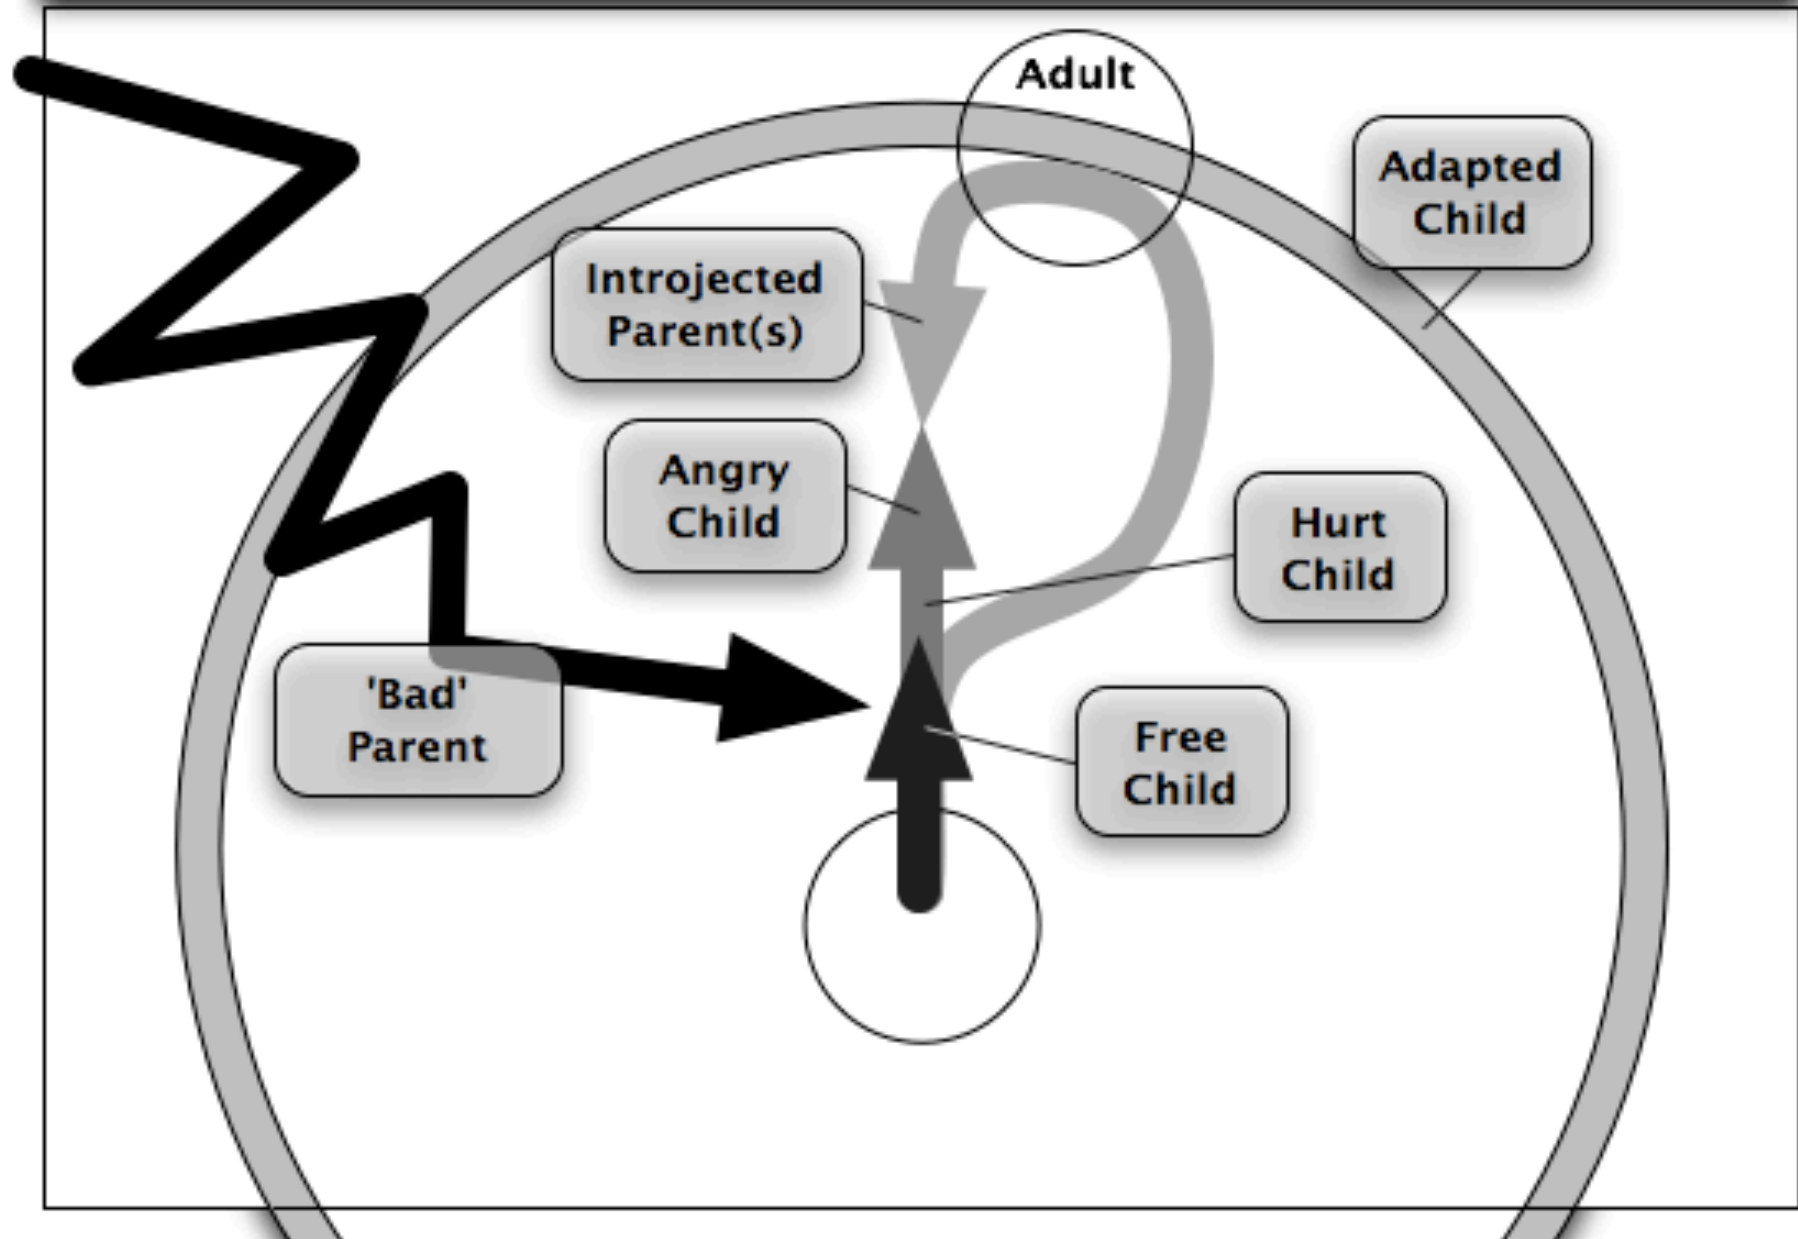 Adult
Adapted
Child
Introjected
Parent(s)
Angry
Child
Hurt
Child
'Bad'
Parent
Free
Child